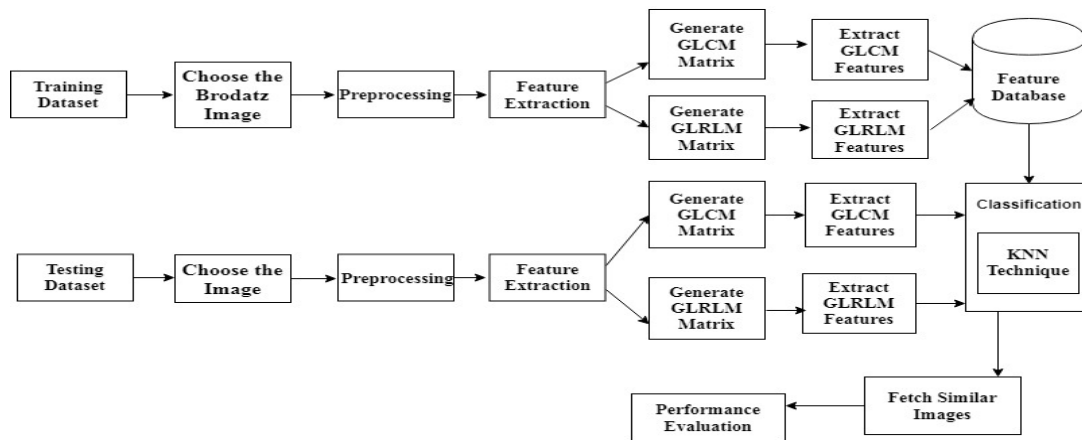 Training
Dataset
Choose the
Brodatz
Image
Preprocessing
Feature
Extraction
Generate
GLCM
Matrix
Extract
GLCM
Features
Generate
GLRLM
Matrix
Extract
GLRLM
Features
Feature
Database
Testing
Dataset
Choose the
Image
Preprocessing
Feature
Extraction
Generate
GLCM
Matrix
Extract
GLCM
Features
Generate
GLRLM
Matrix
Extract
GLRLM
Features
Classification
KNN
Technique
Fetch Similar
Images
Performance
Evaluation